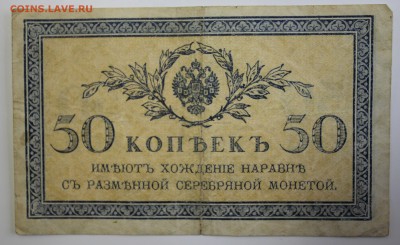 COINS.LAVE.RU
50 КОПѢЕКЪ 50
ИМѢЮТЪ ХОЖДЕНІЕ НАРАВНѢ
СЪ РАЗМѢННОЙ СЕРЕБРЯНОЙ МОНЕТОЙ.